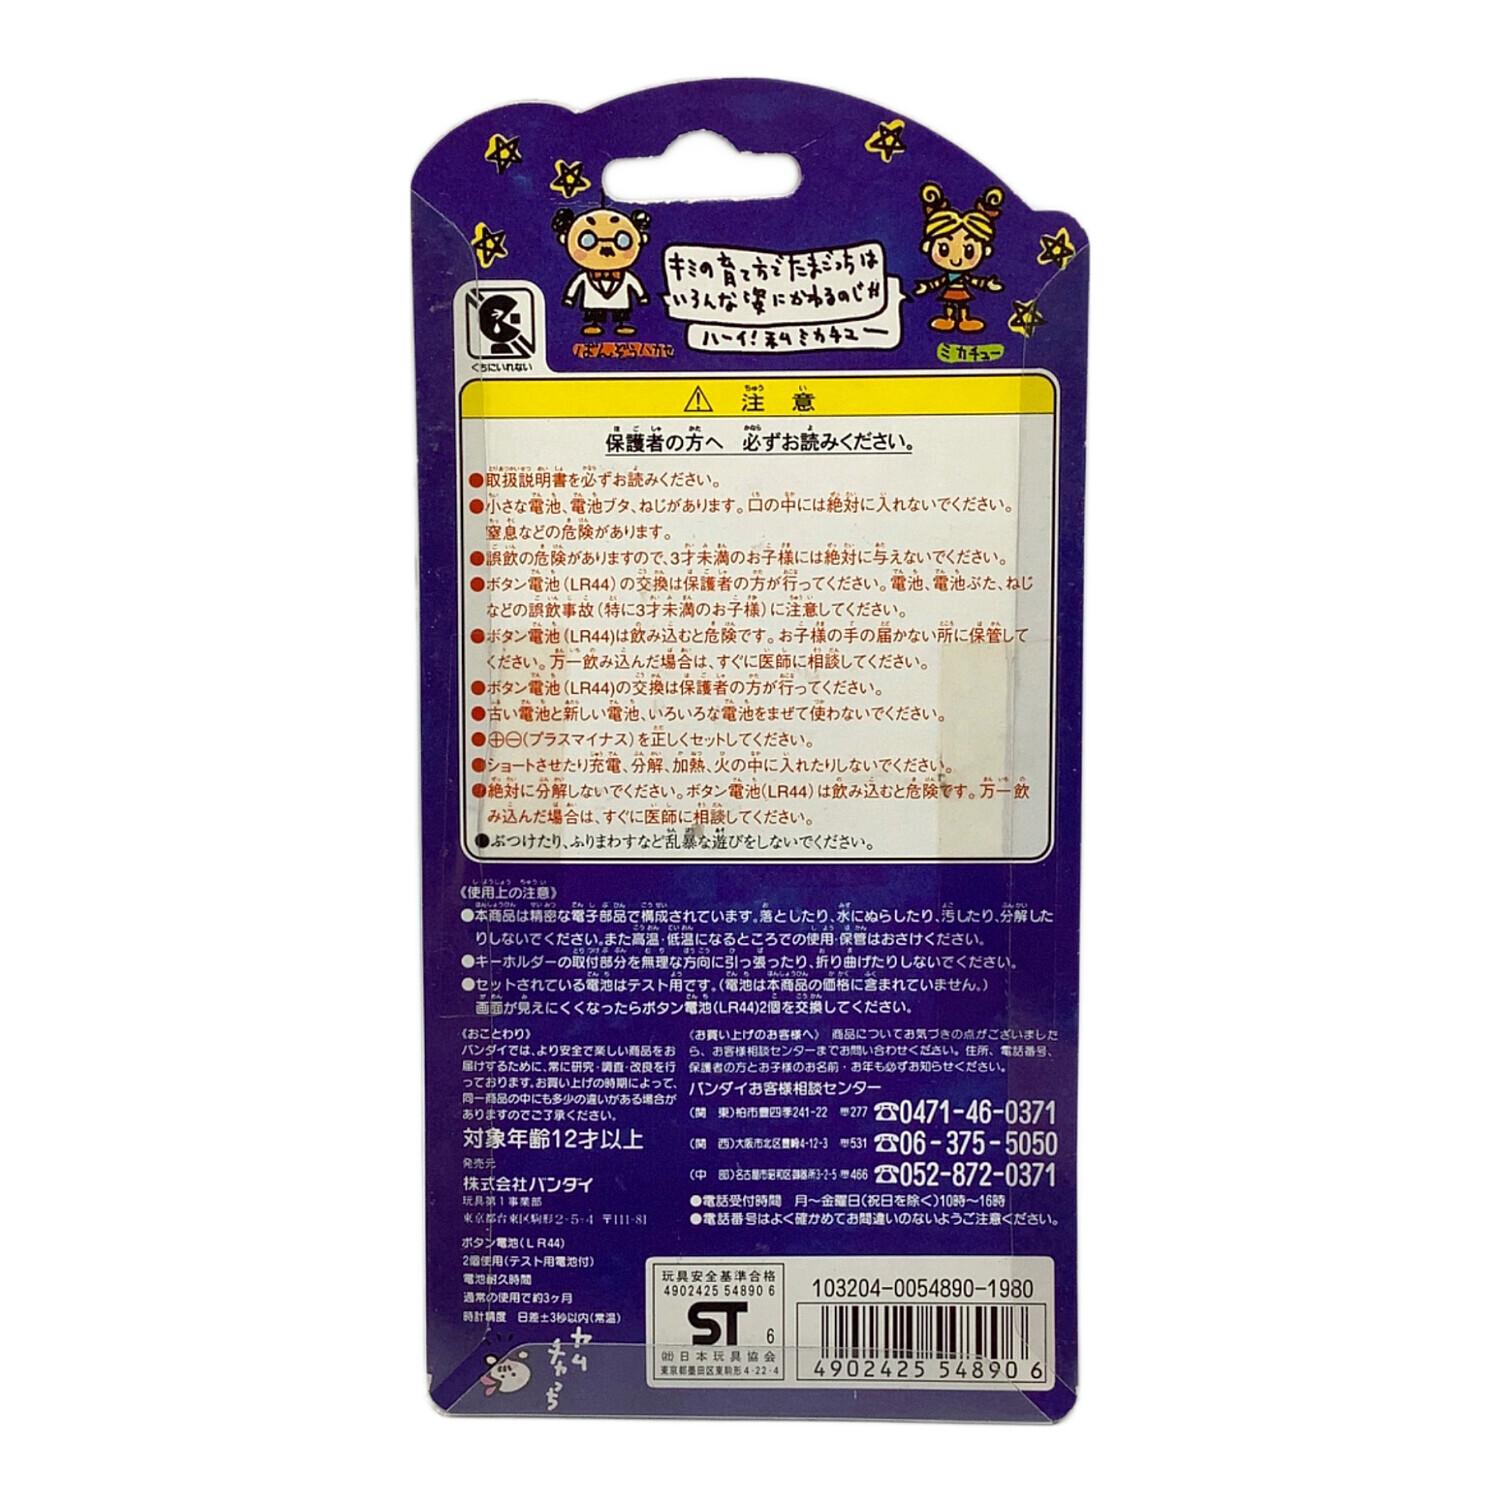 キミの育て方でたまごっちは
いろんな姿にかわるのじゃ
ハーイ!私ミカチュー
ばんぞうハカセ
ミカチュー
くちにいれない
⚠ 注意
保護者の方へ 必ずお読みください。
●取扱説明書を必ずお読みください。
●小さな電池、電池ブタ、ねじがあります。口の中には絶対に入れないでください。
窒息などの危険があります。
●誤飲の危険がありますので、3才未満のお子様には絶対に与えないでください。
●ボタン電池(LR44)の交換は保護者の方が行ってください。電池、電池ぶた、ねじ
などの誤飲事故(特に3才未満のお子様)に注意してください。
●ボタン電池(LR44)は飲み込むと危険です。お子様の手の届かない所に保管して
ください。万一飲み込んだ場合は、すぐに医師に相談してください。
●ボタン電池(LR44)の交換は保護者の方が行ってください。
●古い電池と新しい電池、いろいろな電池をまぜて使わないでください。
●⊕⊖(プラスマイナス)を正しくセットしてください。
●ショートさせたり充電、分解、加熱、火の中に入れたりしないでください。
●絶対に分解しないでください。ボタン電池(LR44)は飲み込むと危険です。万一飲
み込んだ場合は、すぐに医師に相談してください。
●ぶつけたり、ふりまわすなど乱暴な遊びをしないでください。
《使用上の注意》
●本商品は精密な電子部品で構成されています。落としたり、水にぬらしたり、汚したり、分解した
りしないでください。また高温・低温になるところでの使用・保管はおさけください。
●キーホルダーの取付部分を無理な方向に引っ張ったり、折り曲げたりしないでください。
●セットされている電池はテスト用です。(電池は本商品の価格に含まれていません。)
画面が見えにくくなったらボタン電池(LR44)2個を交換してください。
《おことわり》
バンダイでは、より安全で楽しい商品をお
届けするために、常に研究・調査・改良を行
っております。お買い上げの時期によって、
同一商品の中にも多少の違いがある場合が
ありますのでご了承ください。
対象年齢12才以上
発売元
株式会社バンダイ
玩具第1事業部
東京都台東区駒形2-5-4 〒111-81
ボタン電池(LR44)
2個使用(テスト用電池付)
電池耐久時間
通常の使用で約3ヶ月
時計精度 日差±3秒以内(常温)
《お買い上げのお客様へ》 商品についてお気づきの点がございました
ら、お客様相談センターまでお問い合わせください。住所、電話番号、
保護者の方とお子様のお名前・お年も必ずお知らせください。
バンダイお客様相談センター
(関 東)柏市豊四季241-22 〒277 ☎0471-46-0371
(関 西)大阪市北区豊崎4-12-3 〒531 ☎06-375-5050
(中 部)名古屋市昭和区御器所3-2-5 〒466 ☎052-872-0371
●電話受付時間 月〜金曜日(祝日を除く)10時〜16時
●電話番号はよく確かめてお間違いのないようご注意ください。
ヤムチャっち
玩具安全基準合格
4902425 54890 6
ST 6
(社)日本玩具協会
東京都墨田区東駒形4-22-4
103204-0054890-1980
4902425 548906